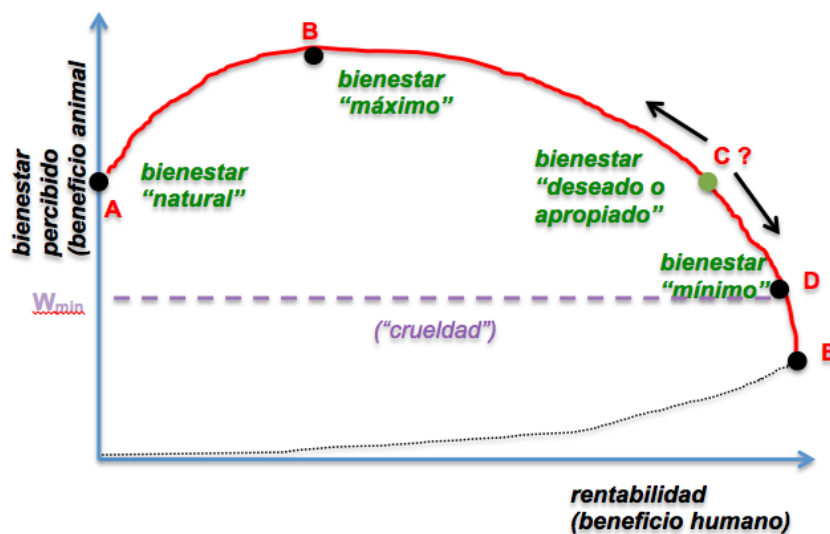 B
bienestar
“máximo”
bienestar
percibido
(beneficio animal
bienestar
“natural”
A
C ?
bienestar
“deseado o
apropiado”
bienestar
“mínimo”
D
Wmin
(“crueldad”)
E
rentabilidad
(beneficio humano)